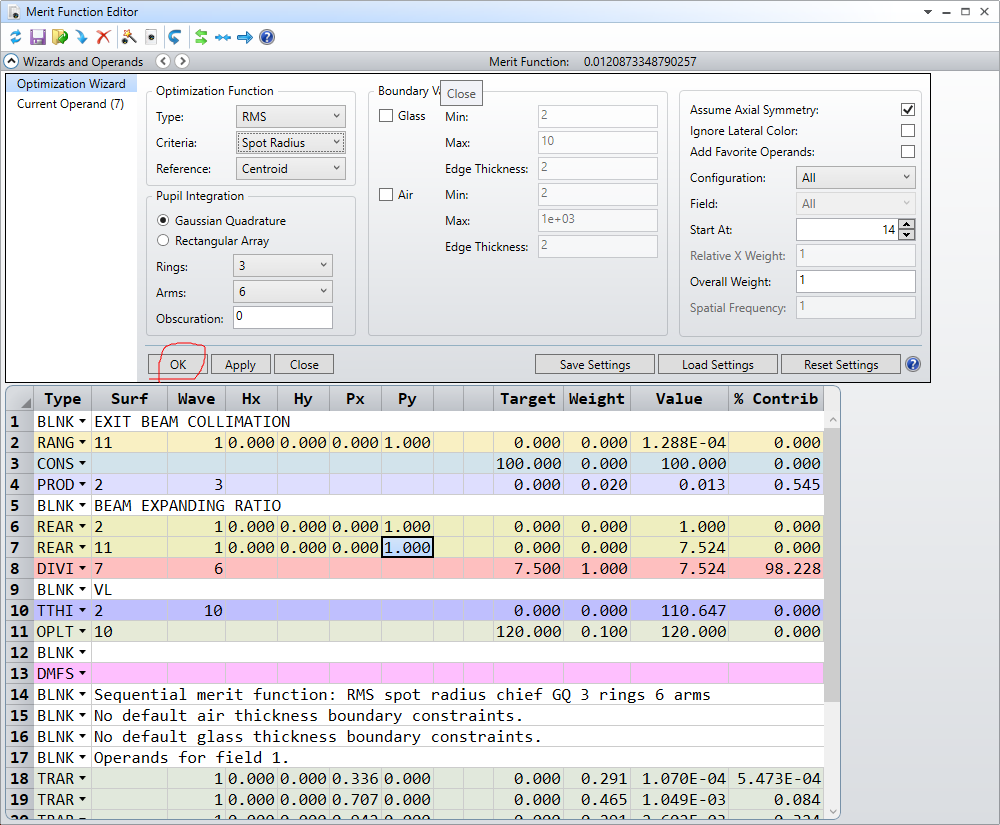 Merit Function Editor
Wizards and Operands Merit Function: 0.0120873348790257
Optimization Wizard
Current Operand (7)
Optimization Function
Type: RMS
Criteria: Spot Radius
Reference: Centroid
Pupil Integration
Gaussian Quadrature
Rectangular Array
Rings: 3
Arms: 6
Obscuration: 0
Boundary V
Close
Glass Min: 2
Max: 10
Edge Thickness: 2
Air Min: 2
Max: 1e+03
Edge Thickness: 2
Assume Axial Symmetry:
Ignore Lateral Color:
Add Favorite Operands:
Configuration: All
Field: All
Start At: 14
Relative X Weight: 1
Overall Weight: 1
Spatial Frequency: 1
OK Apply Close Save Settings Load Settings Reset Settings
Type Surf Wave Hx Hy Px Py Target Weight Value % Contrib
1 BLNK EXIT BEAM COLLIMATION
2 RANG 11 1 0.000 0.000 0.000 1.000 0.000 0.000 1.288E-04 0.000
3 CONS 100.000 0.000 100.000 0.000
4 PROD 2 3 0.000 0.020 0.013 0.545
5 BLNK BEAM EXPANDING RATIO
6 REAR 2 1 0.000 0.000 0.000 1.000 0.000 0.000 1.000 0.000
7 REAR 11 1 0.000 0.000 0.000 1.000 0.000 0.000 7.524 0.000
8 DIVI 7 6 7.500 1.000 7.524 98.228
9 BLNK VL
10 TTHI 2 10 0.000 0.000 110.647 0.000
11 OPLT 10 120.000 0.100 120.000 0.000
12 BLNK
13 DMFS
14 BLNK Sequential merit function: RMS spot radius chief GQ 3 rings 6 arms
15 BLNK No default air thickness boundary constraints.
16 BLNK No default glass thickness boundary constraints.
17 BLNK Operands for field 1.
18 TRAR 1 0.000 0.000 0.336 0.000 0.000 0.291 1.070E-04 5.473E-04
19 TRAR 1 0.000 0.000 0.707 0.000 0.000 0.465 1.049E-03 0.084